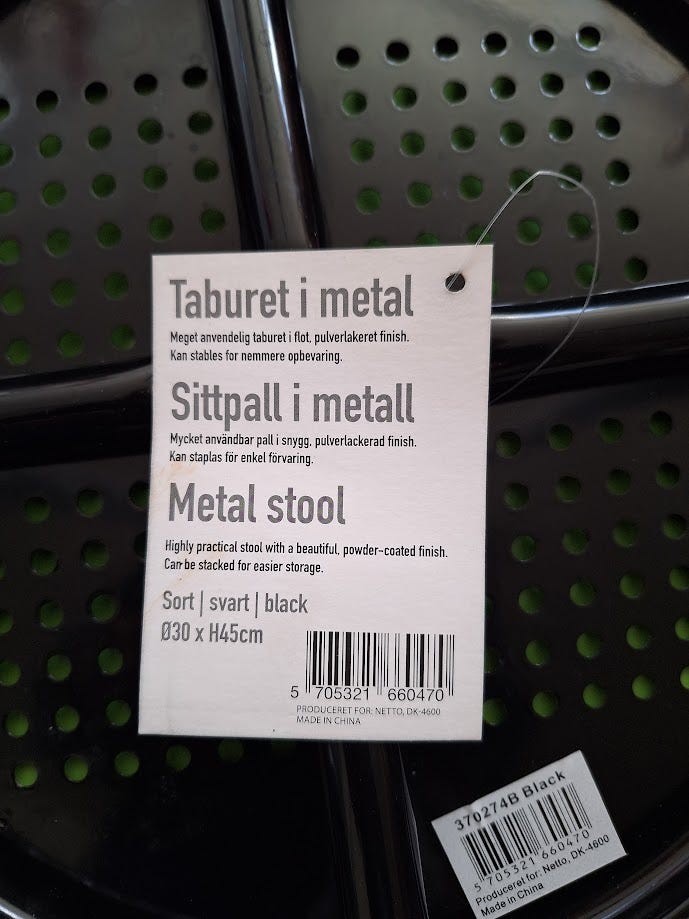 Taburet i metal
Meget anvendelig taburet i flot, pulverlakeret finish.
Kan stables for nemmere opbevaring.
Sittpall i metall
Mycket användbar pall i snygg, pulverlackerad finish.
Kan staplas för enkel förvaring.
Metal stool
Highly practical stool with a beautiful, powder-coated finish.
Can be stacked for easier storage.
Sort | svart | black
Ø30 x H45cm
5 705321 660470
PRODUCERET FOR: NETTO, DK-4600
MADE IN CHINA
370274B Black
5 705321 660470
Produceret for: Netto, DK-4600
Made in China